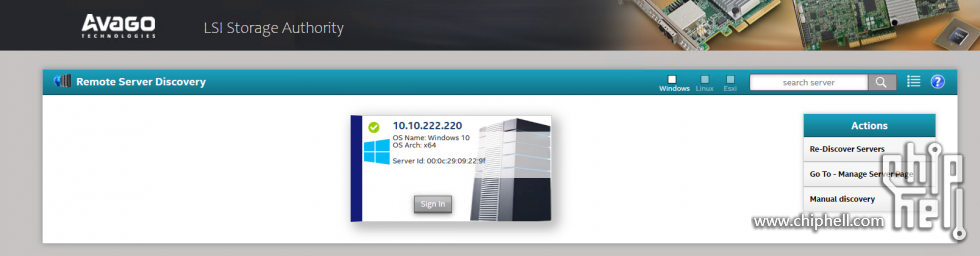 AVAGO
TECHNOLOGIES
LSI Storage Authority
Remote Server Discovery
Windows
Linux
Esxi
search server
10.10.222.220
OS Name: Windows 10
OS Arch: x64
Server Id: 00:0c:29:09:22:9f
Sign In
Actions
Re-Discover Servers
Go To - Manage Server Page
Manual discovery
www.chiphell.com
chip
hell